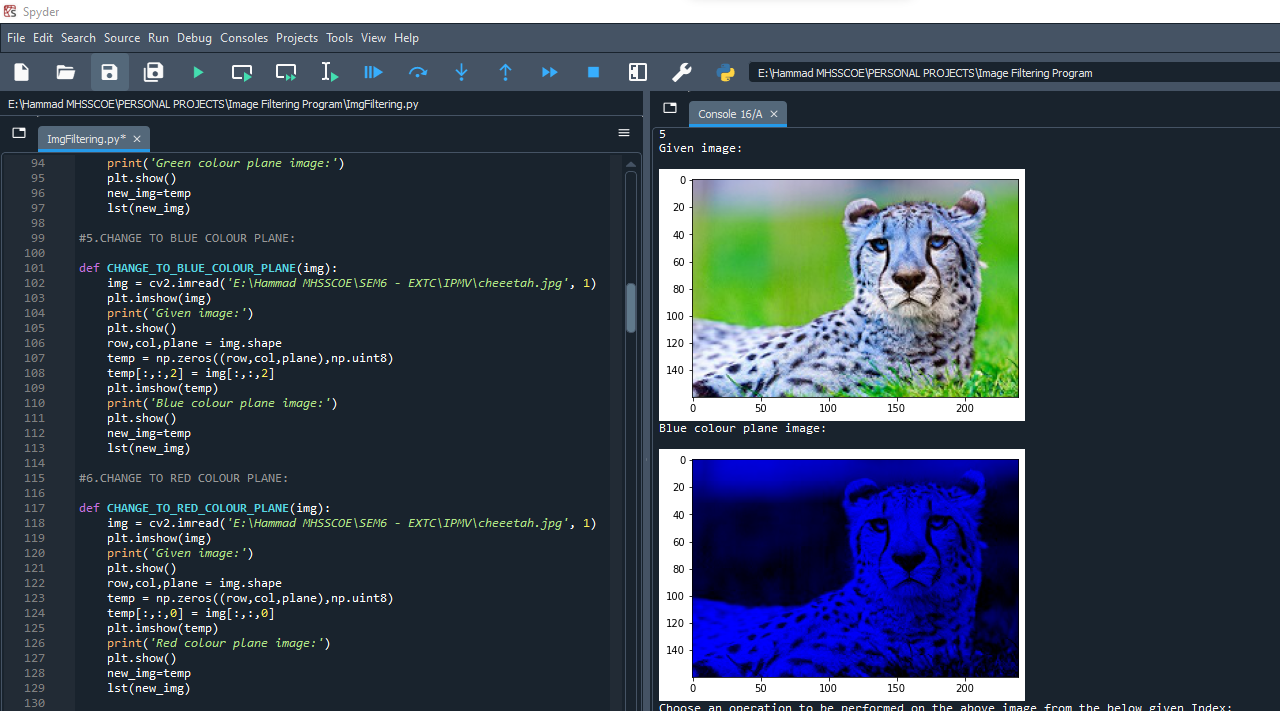 Spyder
File Edit Search Source Run Debug Consoles Projects Tools View Help
E:\Hammad MHSSCOE\PERSONAL PROJECTS\Image Filtering Program
E:\Hammad MHSSCOE\PERSONAL PROJECTS\Image Filtering Program\ImgFiltering.py
ImgFiltering.py*
94 print('Green colour plane image:')
95 plt.show()
96 new_img=temp
97 lst(new_img)
98
99 #5.CHANGE TO BLUE COLOUR PLANE:
100
101 def CHANGE_TO_BLUE_COLOUR_PLANE(img):
102 img = cv2.imread('E:\Hammad MHSSCOE\SEM6 - EXTC\IPMV\cheeetah.jpg', 1)
103 plt.imshow(img)
104 print('Given image:')
105 plt.show()
106 row,col,plane = img.shape
107 temp = np.zeros((row,col,plane),np.uint8)
108 temp[:,:,2] = img[:,:,2]
109 plt.imshow(temp)
110 print('Blue colour plane image:')
111 plt.show()
112 new_img=temp
113 lst(new_img)
114
115 #6.CHANGE TO RED COLOUR PLANE:
116
117 def CHANGE_TO_RED_COLOUR_PLANE(img):
118 img = cv2.imread('E:\Hammad MHSSCOE\SEM6 - EXTC\IPMV\cheeetah.jpg', 1)
119 plt.imshow(img)
120 print('Given image:')
121 plt.show()
122 row,col,plane = img.shape
123 temp = np.zeros((row,col,plane),np.uint8)
124 temp[:,:,0] = img[:,:,0]
125 plt.imshow(temp)
126 print('Red colour plane image:')
127 plt.show()
128 new_img=temp
129 lst(new_img)
130
Console 16/A
5
Given image:
0
20
40
60
80
100
120
140
0 50 100 150 200
Blue colour plane image:
0
20
40
60
80
100
120
140
0 50 100 150 200
Choose an operation to be performed on the above image from the below given Index: